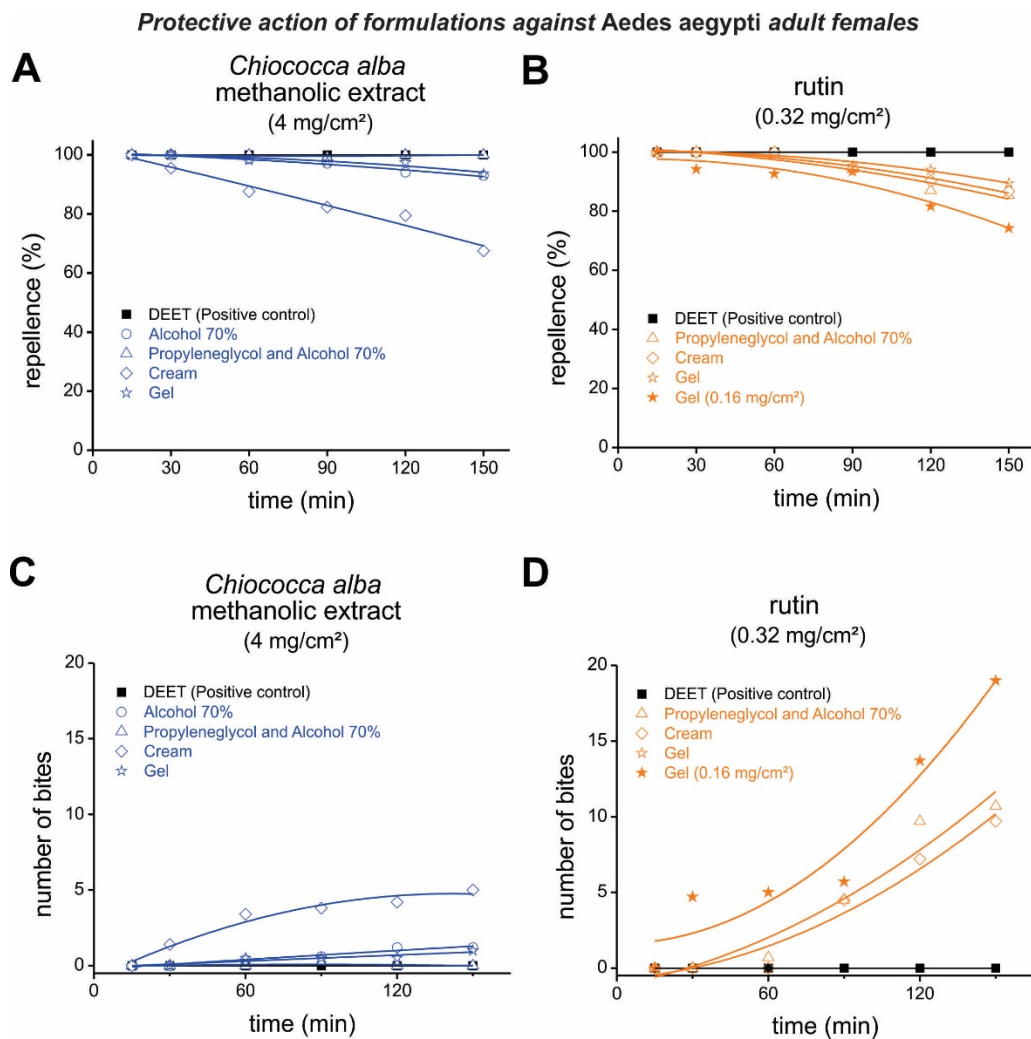 Protective action of formulations against Aedes aegypti adult females
A
Chiococca alba
methanolic extract
(4 mg/cm²)
100
80
60
40
20
0
repellence (%)
DEET (Positive control)
Alcohol 70%
Propyleneglycol and Alcohol 70%
Cream
Gel
0 30 60 90 120 150
time (min)
B
rutin
(0.32 mg/cm²)
100
80
60
40
20
0
repellence (%)
DEET (Positive control)
Propyleneglycol and Alcohol 70%
Cream
Gel
Gel (0.16 mg/cm²)
0 30 60 90 120 150
time (min)
C
Chiococca alba
methanolic extract
(4 mg/cm²)
20
15
10
5
0
number of bites
DEET (Positive control)
Alcohol 70%
Propyleneglycol and Alcohol 70%
Cream
Gel
0 60 120
time (min)
D
rutin
(0.32 mg/cm²)
20
15
10
5
0
number of bites
DEET (Positive control)
Propyleneglycol and Alcohol 70%
Cream
Gel
Gel (0.16 mg/cm²)
0 60 120
time (min)